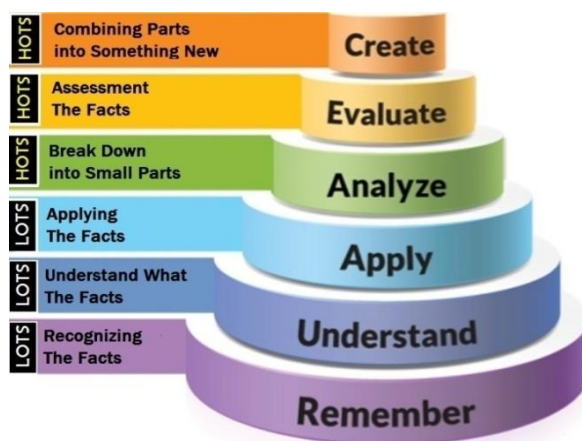 HOTS
Combining Parts
into Something New
Create
HOTS
Assessment
The Facts
Evaluate
HOTS
Break Down
into Small Parts
Analyze
LOTS
Applying
The Facts
Apply
LOTS
Understand What
The Facts
Understand
LOTS
Recognizing
The Facts
Remember